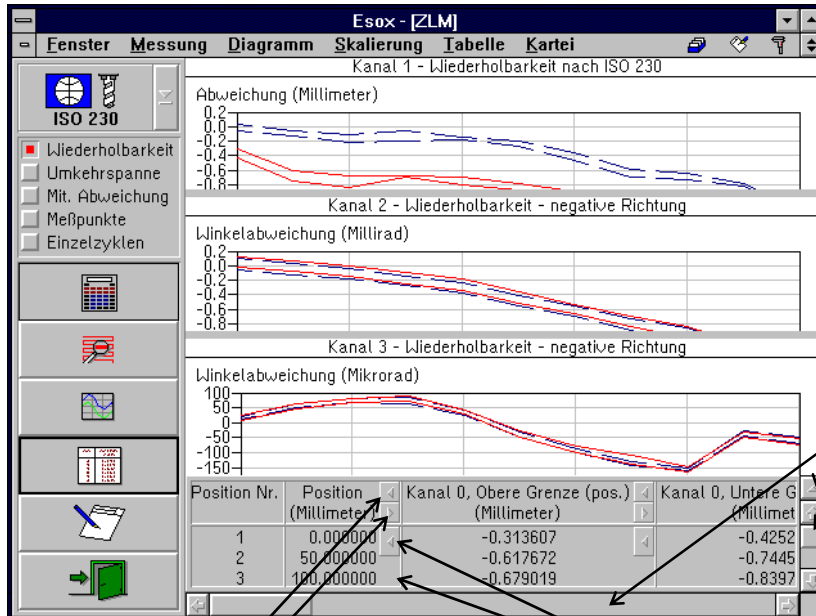 Esox - [ZLM]
Fenster Messung Diagramm Skalierung Tabelle Kartei
ISO 230
Wiederholbarkeit
Umkehrspanne
Mit. Abweichung
Meßpunkte
Einzelzyklen
Kanal 1 - Wiederholbarkeit nach ISO 230
Abweichung (Millimeter)
0.2
0.0
-0.2
-0.4
-0.6
-0.8
Kanal 2 - Wiederholbarkeit - negative Richtung
Winkelabweichung (Millirad)
0.2
0.0
-0.2
-0.4
-0.6
-0.8
Kanal 3 - Wiederholbarkeit - negative Richtung
Winkelabweichung (Mikrorad)
100
50
0
-50
-100
-150
Position Nr. Position Kanal 0, Obere Grenze (pos.) Kanal 0, Untere G
(Millimeter) (Millimeter) (Millimet
1 0.000000 -0.313607 -0.4252
2 50.000000 -0.617672 -0.7445
3 100.000000 -0.679019 -0.8397